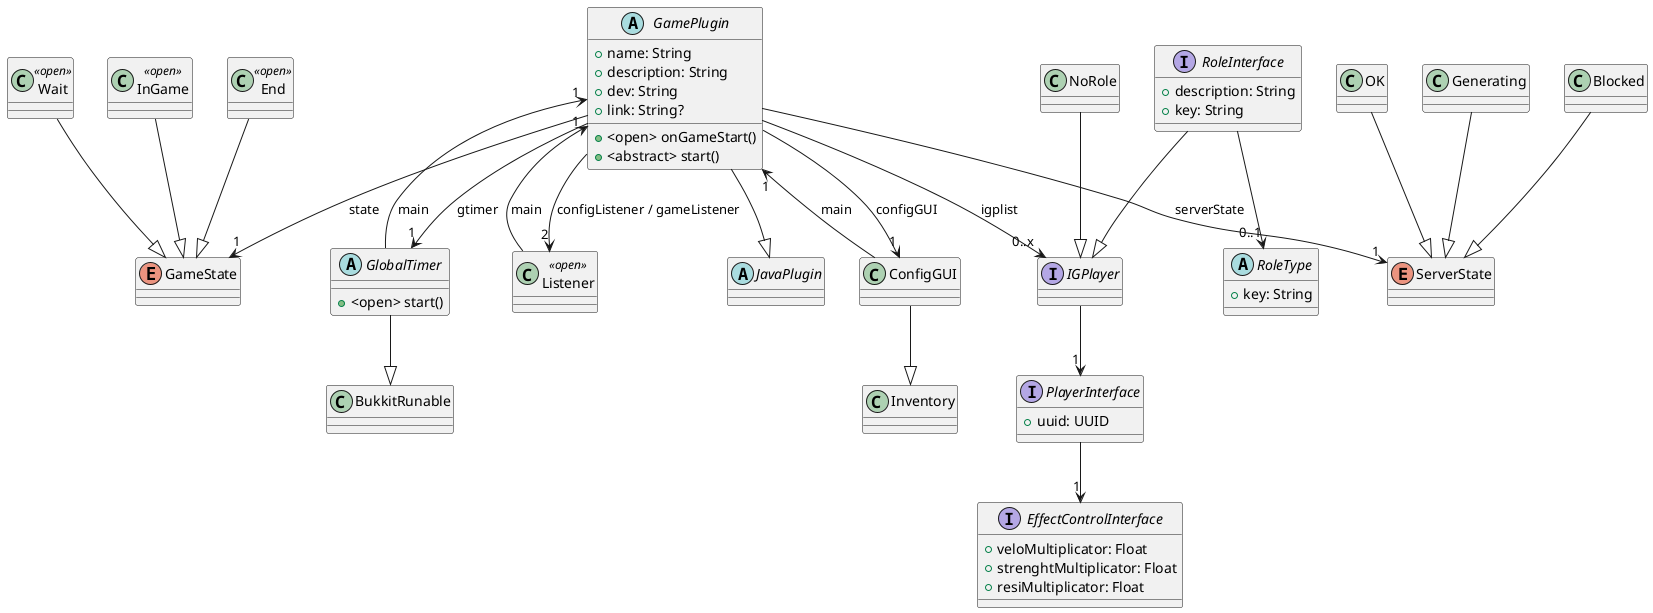 A GamePlugin
+ name: String
+ description: String
+ dev: String
+ link: String?
+ <open> onGameStart()
+ <abstract> start()
C «open»
Wait
C «open»
InGame
C «open»
End
C NoRole
I RoleInterface
+ description: String
+ key: String
C OK
C Generating
C Blocked
1
1
1
state
main
gtimer
main
configListener / gameListener
main
configGUI
igplist
serverState
1
1
2
1
0..x
0..1
1
E GameState
A GlobalTimer
+ <open> start()
C «open»
Listener
A JavaPlugin
C ConfigGUI
I IGPlayer
A RoleType
+ key: String
E ServerState
C BukkitRunable
C Inventory
1
I PlayerInterface
+ uuid: UUID
1
I EffectControlInterface
+ veloMultiplicator: Float
+ strenghtMultiplicator: Float
+ resiMultiplicator: Float